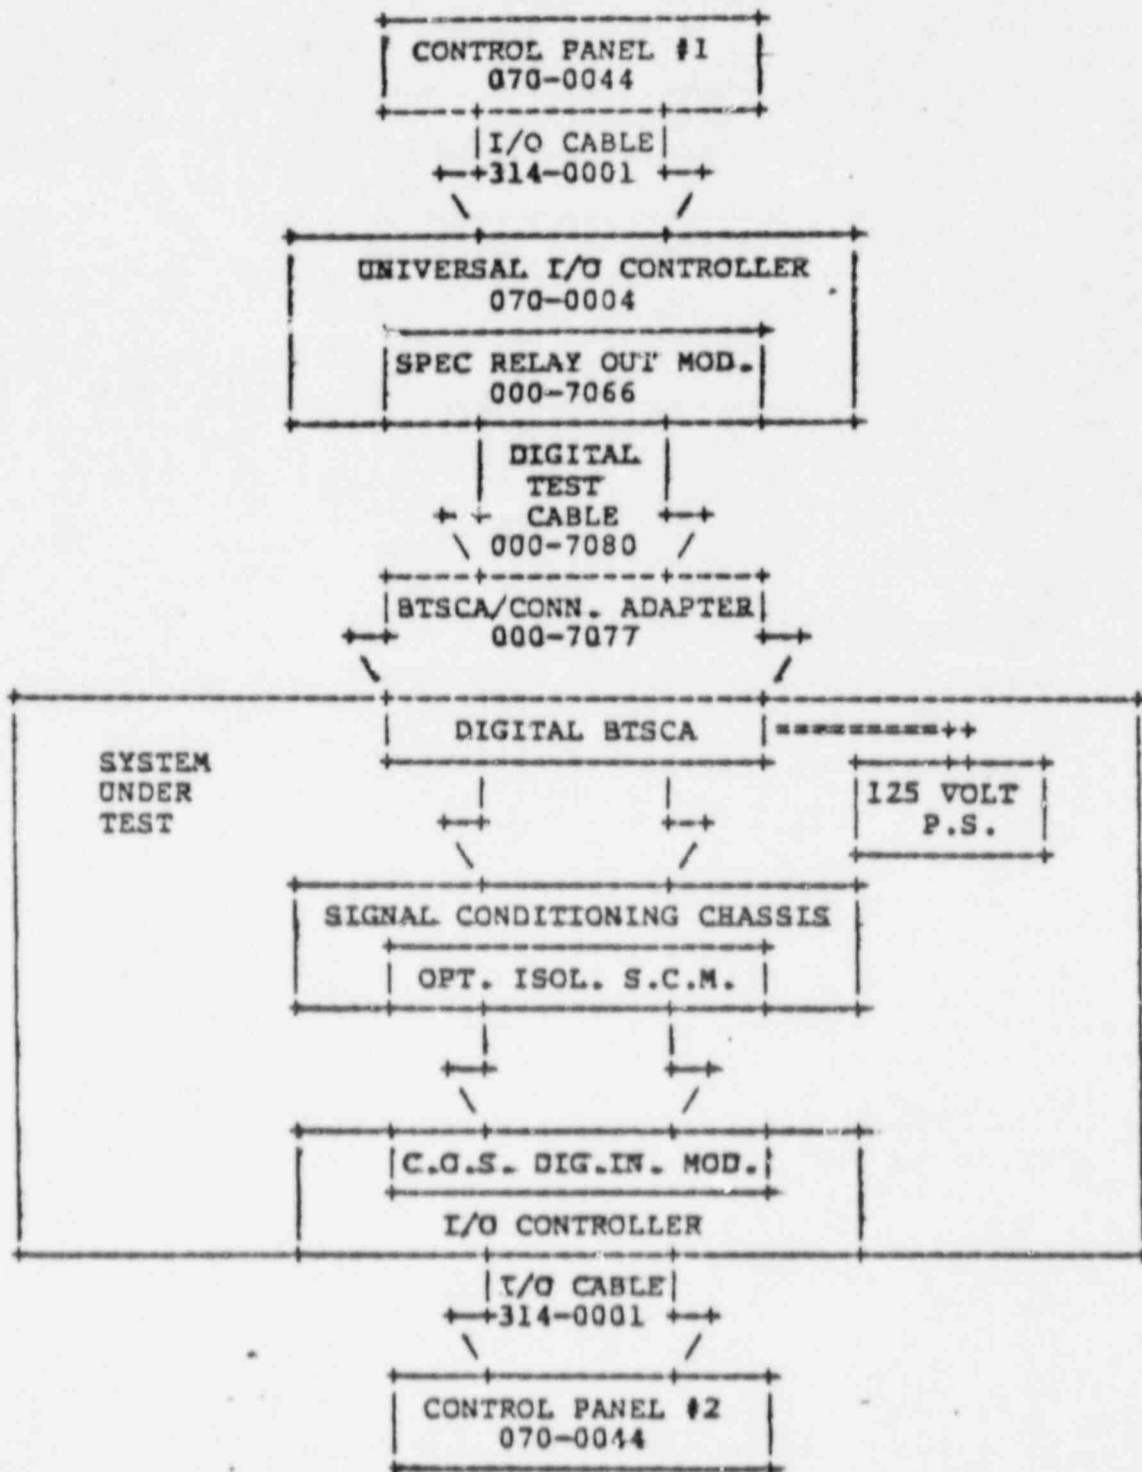 CONTROL PANEL #1
070-0044
I/O CABLE
314-0001
UNIVERSAL I/O CONTROLLER
070-0004
SPEC RELAY OUT MOD.
000-7066
DIGITAL
TEST
CABLE
000-7080
BTSCA/CONN. ADAPTER
000-7077
DIGITAL BTSCA
SYSTEM
UNDER
TEST
125 VOLT
P.S.
SIGNAL CONDITIONING CHASSIS
OPT. ISOL. S.C.M.
C.O.S. DIG.IN. MOD.
I/O CONTROLLER
I/O CABLE
314-0001
CONTROL PANEL #2
070-0044